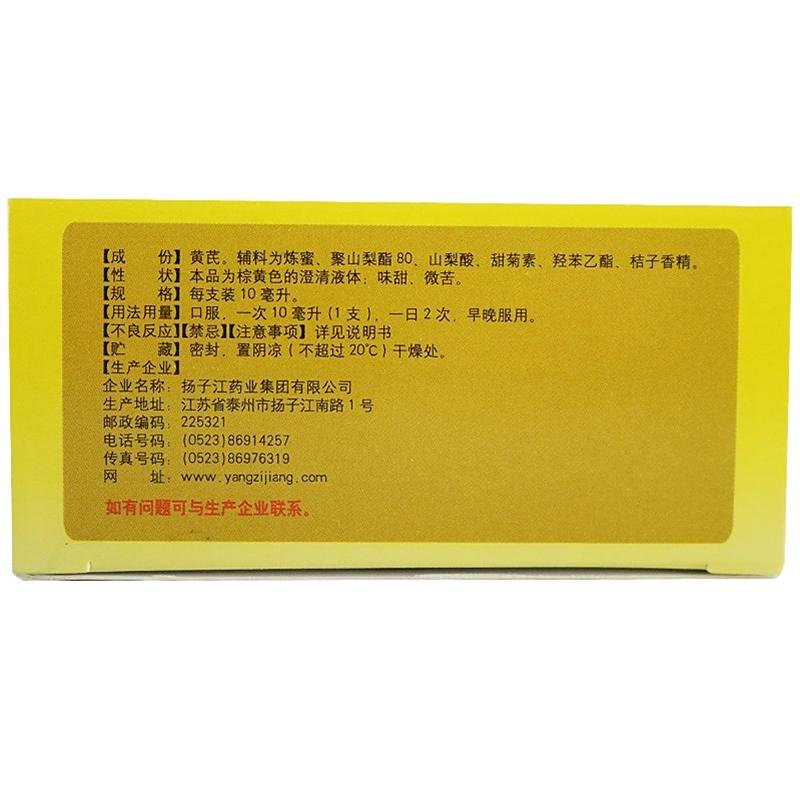 【成　份】黄芪。辅料为炼蜜、聚山梨酯80、山梨酸、甜菊素、羟苯乙酯、桔子香精。
【性　状】本品为棕黄色的澄清液体；味甜、微苦。
【规　格】每支装10毫升。
【用法用量】口服，一次10毫升(1支)，一日2次，早晚服用。
【不良反应】【禁忌】【注意事项】详见说明书
【贮　藏】密封，置阴凉(不超过20℃)干燥处。
【生产企业】
企业名称：扬子江药业集团有限公司
生产地址：江苏省泰州市扬子江南路1号
邮政编码：225321
电话号码：(0523)86914257
传真号码：(0523)86976319
网　址：www.yangzijiang.com
如有问题可与生产企业联系。